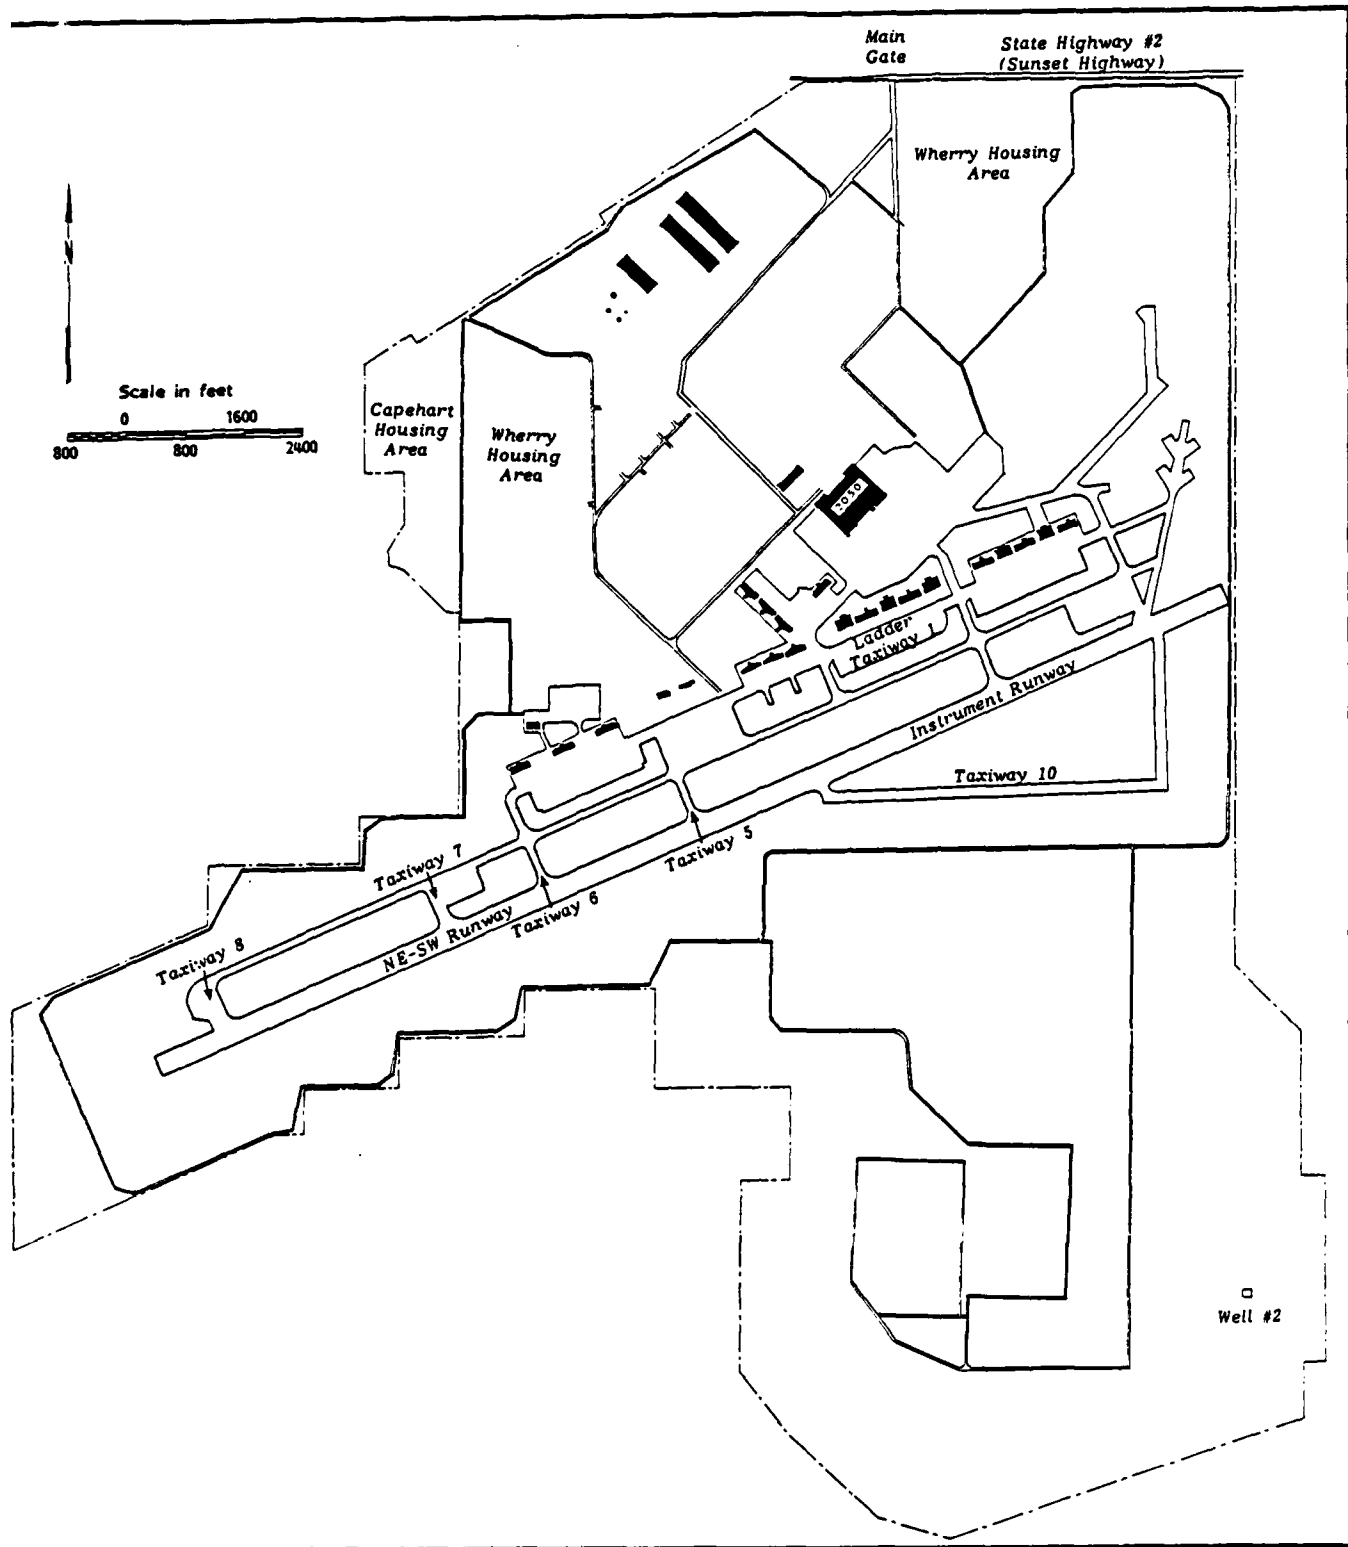 Main
Gate
State Highway #2
(Sunset Highway)
Wherry Housing
Area
N
Scale in feet
0 1600
800 800 2400
Capehart
Housing
Area
Wherry
Housing
Area
2050
Ladder
Taxiway 1
Instrument Runway
Taxiway 10
Taxiway 5
Taxiway 7
Taxiway 6
NE-SW Runway
Taxiway 8
Well #2